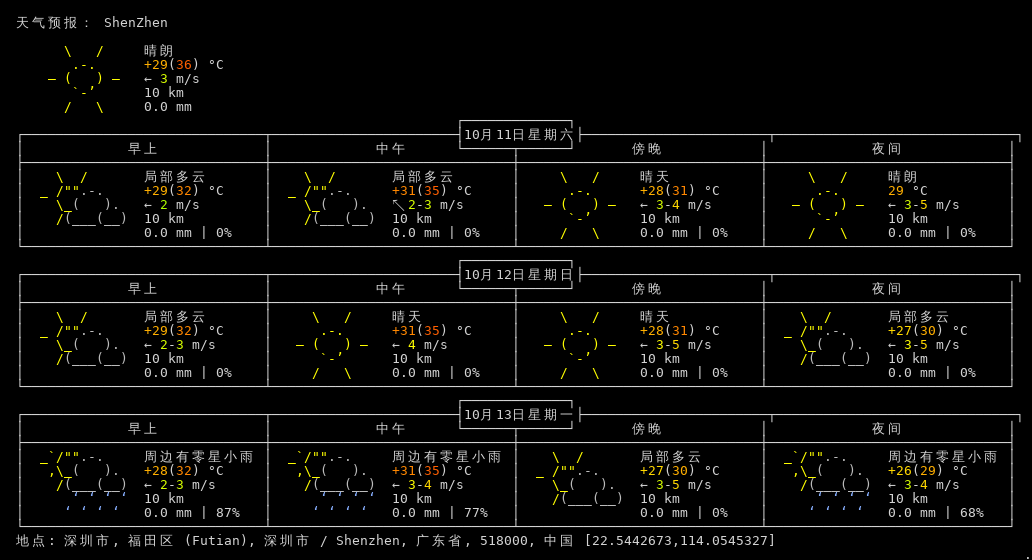 天气预报： ShenZhen
晴朗
+29(36) °C
← 3 m/s
10 km
0.0 mm
10月11日星期六
早上 中午 傍晚 夜间
局部多云 局部多云 晴天 晴朗
+29(32) °C +31(35) °C +28(31) °C 29 °C
← 2 m/s ↖ 2-3 m/s ← 3-4 m/s ← 3-5 m/s
10 km 10 km 10 km 10 km
0.0 mm | 0% 0.0 mm | 0% 0.0 mm | 0% 0.0 mm | 0%
10月12日星期日
早上 中午 傍晚 夜间
局部多云 晴天 晴天 局部多云
+29(32) °C +31(35) °C +28(31) °C +27(30) °C
← 2-3 m/s ← 4 m/s ← 3-5 m/s ← 3-5 m/s
10 km 10 km 10 km 10 km
0.0 mm | 0% 0.0 mm | 0% 0.0 mm | 0% 0.0 mm | 0%
10月13日星期一
早上 中午 傍晚 夜间
周边有零星小雨 周边有零星小雨 局部多云 周边有零星小雨
+28(32) °C +31(35) °C +27(30) °C +26(29) °C
← 2-3 m/s ← 3-4 m/s ← 3-5 m/s ← 3-4 m/s
10 km 10 km 10 km 10 km
0.0 mm | 87% 0.0 mm | 77% 0.0 mm | 0% 0.0 mm | 68%
地点: 深圳市, 福田区 (Futian), 深圳市 / Shenzhen, 广东省, 518000, 中国 [22.5442673,114.0545327]